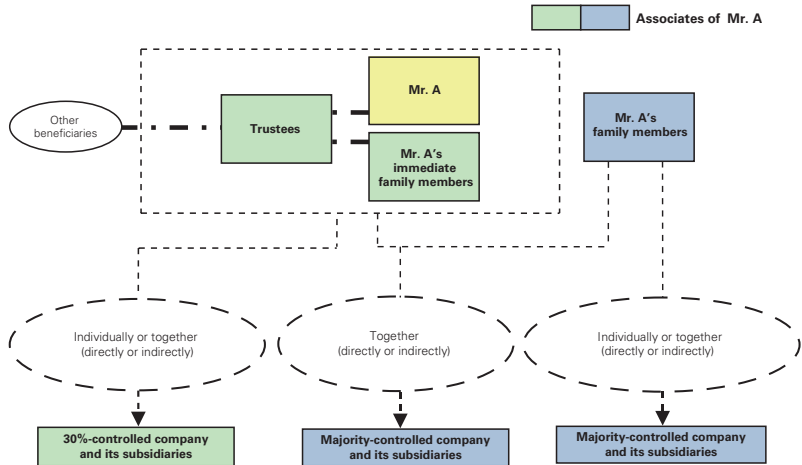 Associates of Mr. A
Other
beneficiaries
Trustees
Mr. A
Mr. A's
immediate
family members
Mr. A's
family members
Individually or together
(directly or indirectly)
Together
(directly or indirectly)
Individually or together
(directly or indirectly)
30%-controlled company
and its subsidiaries
Majority-controlled company
and its subsidiaries
Majority-controlled company
and its subsidiaries